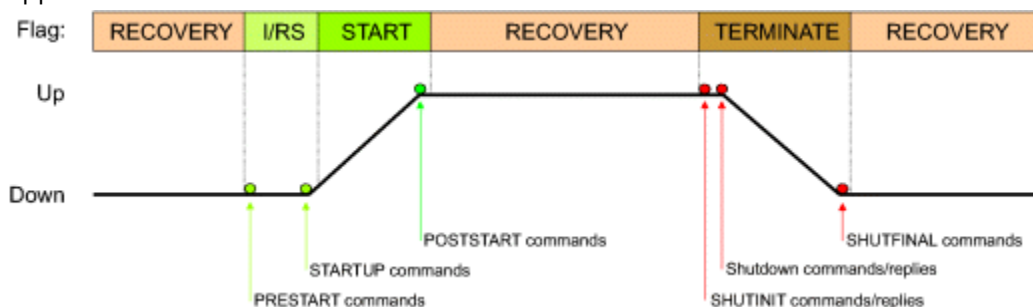 Flag: RECOVERY I/RS START RECOVERY TERMINATE RECOVERY
Up
Down
POSTSTART commands
SHUTFINAL commands
STARTUP commands
Shutdown commands/replies
PRESTART commands
SHUTINIT commands/replies